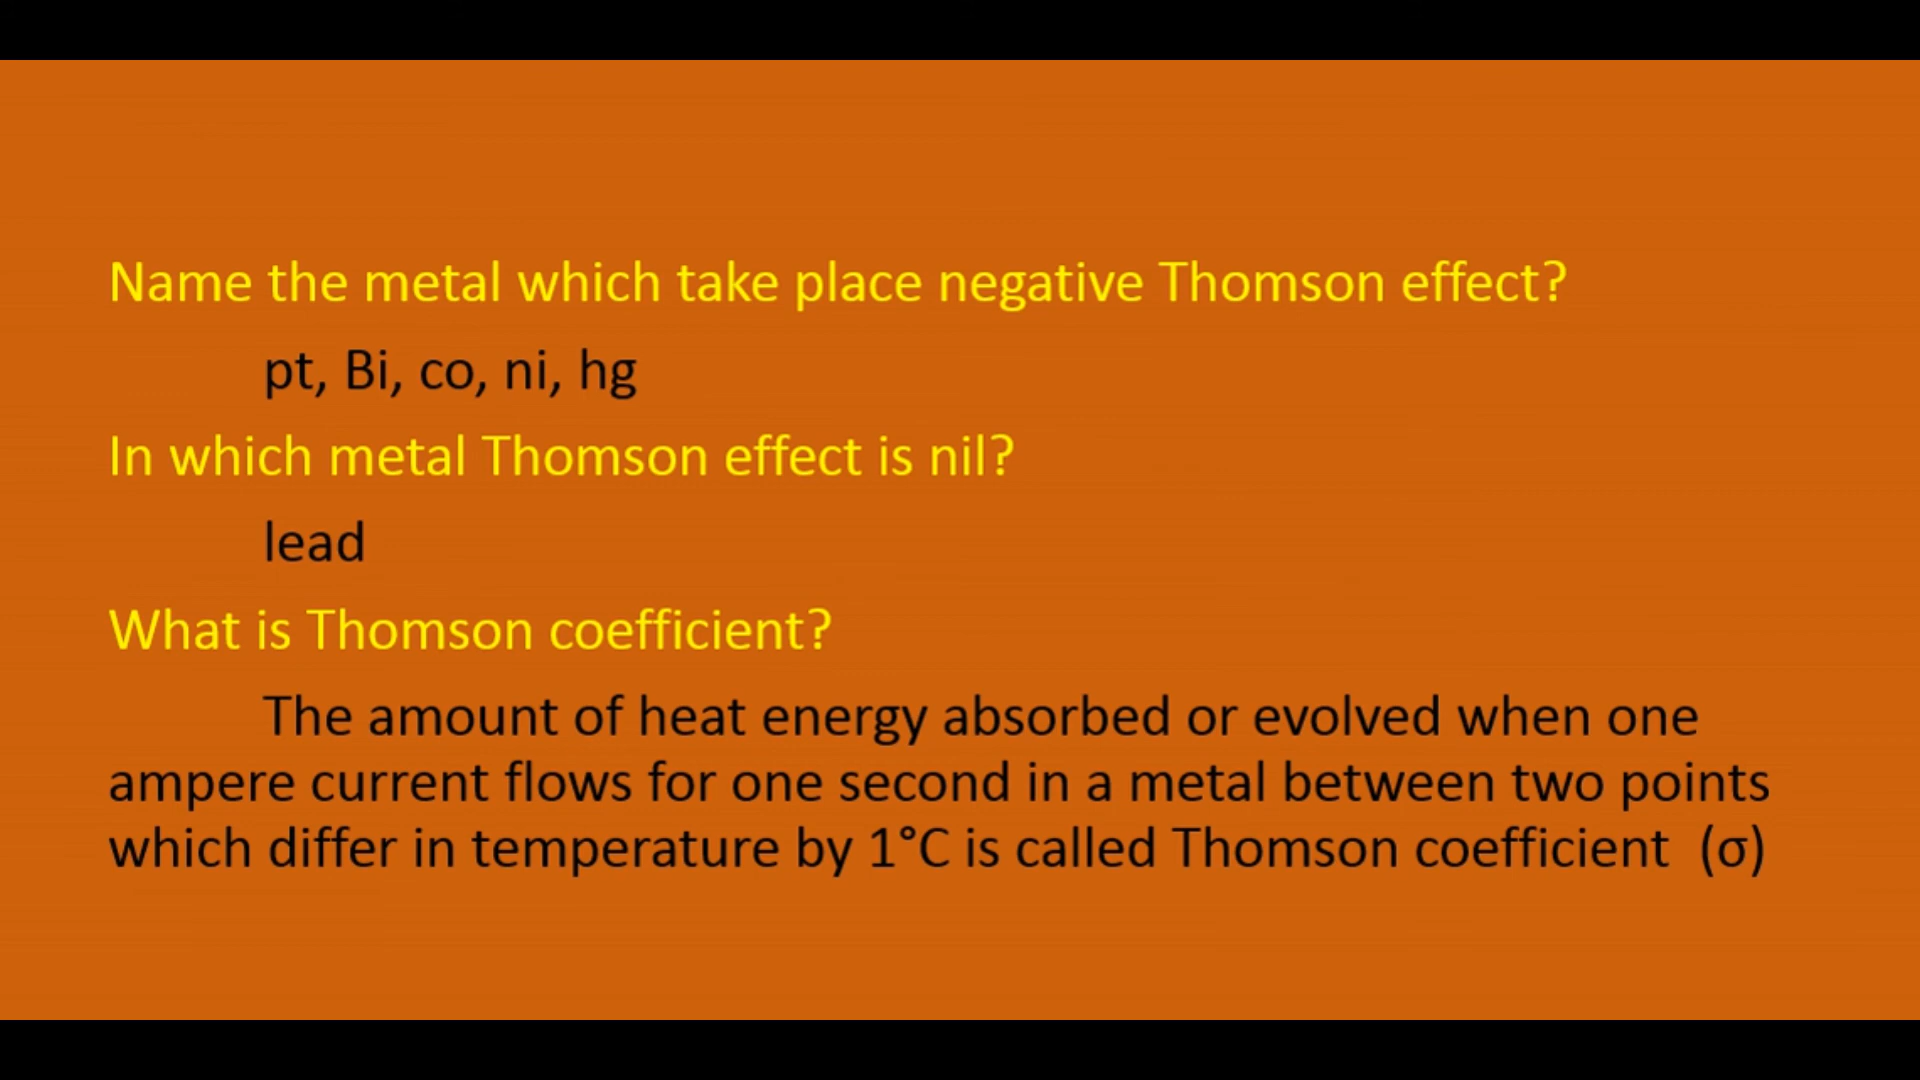 Name the metal which take place negative Thomson effect?
pt, Bi, co, ni, hg
In which metal Thomson effect is nil?
lead
What is Thomson coefficient?
The amount of heat energy absorbed or evolved when one
ampere current flows for one second in a metal between two points
which differ in temperature by 1°C is called Thomson coefficient (σ)